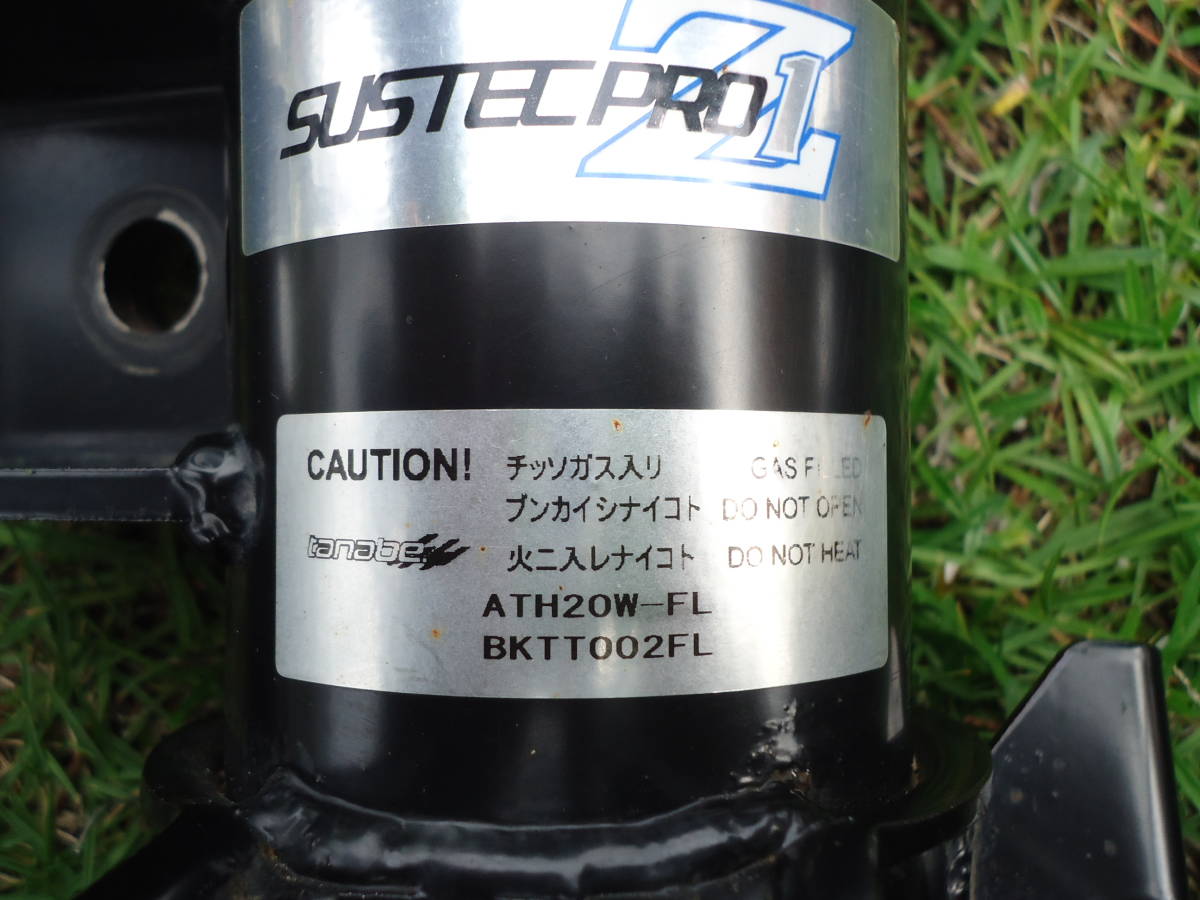 SUSTEC PRO Z1
CAUTION! チッソガス入リ GAS FILLED
ブンカイシナイコト DO NOT OPEN
tanabe 火ニ入レナイコト DO NOT HEAT
ATH20W-FL
BKTT002FL